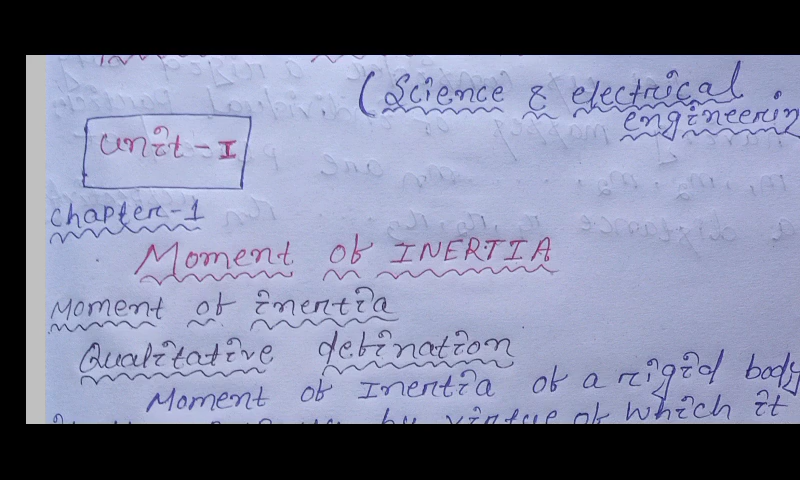 (Science & electrical
engineering
unit - I
chapter-1
Moment of INERTIA
Moment of inertia
Qualitative defination
Moment of Inertia of a rigid body
by virtue of which it